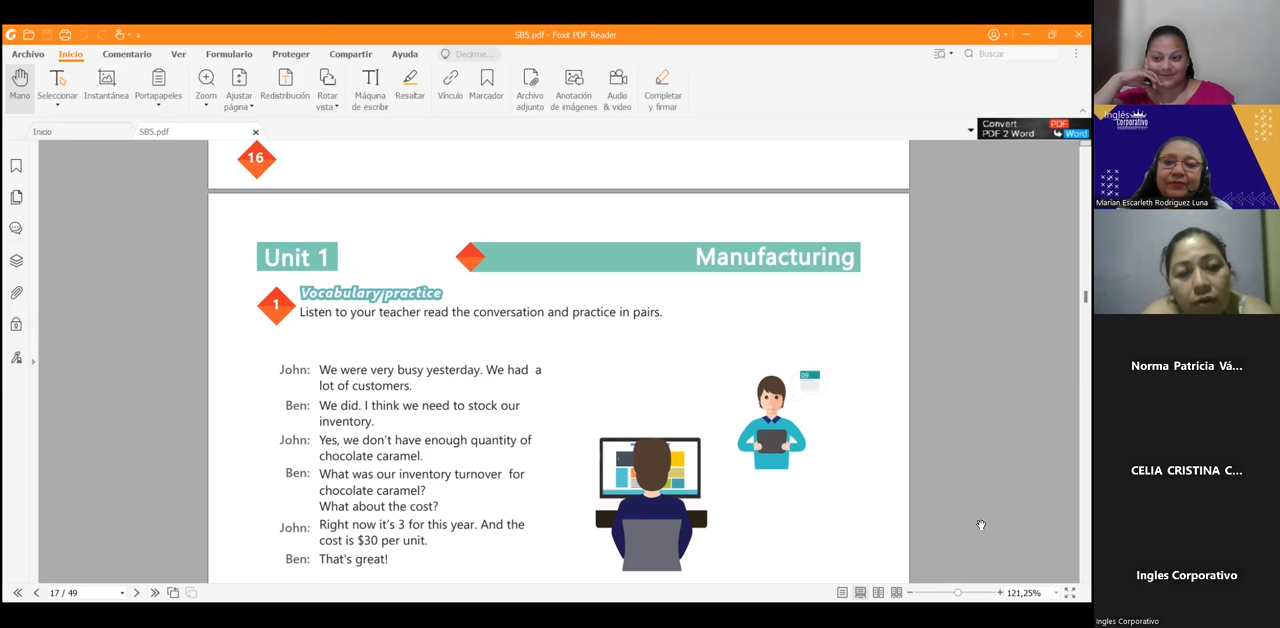 SB5.pdf - Foxit PDF Reader
Archivo Inicio Comentario Ver Formulario Proteger Compartir Ayuda Decirme... Buscar
Mano Seleccionar Instantánea Portapapeles Zoom Ajustar página Redistribución Rotar vista Máquina de escribir Resaltar Vínculo Marcador Archivo adjunto Anotación de imágenes Audio & video Completar y firmar
Inicio SB5.pdf
Convert PDF
PDF 2 Word Word
16
Unit 1 Manufacturing
1 Vocabulary practice
Listen to your teacher read the conversation and practice in pairs.
09
John: We were very busy yesterday. We had a
lot of customers.
Ben: We did. I think we need to stock our
inventory.
John: Yes, we don't have enough quantity of
chocolate caramel.
Ben: What was our inventory turnover for
chocolate caramel?
What about the cost?
John: Right now it's 3 for this year. And the
cost is $30 per unit.
Ben: That's great!
17 / 49 121,25%
Inglés
Corporativo
Marian Escarleth Rodriguez Luna
Norma Patricia Vá...
CELIA CRISTINA C...
Ingles Corporativo
Ingles Corporativo